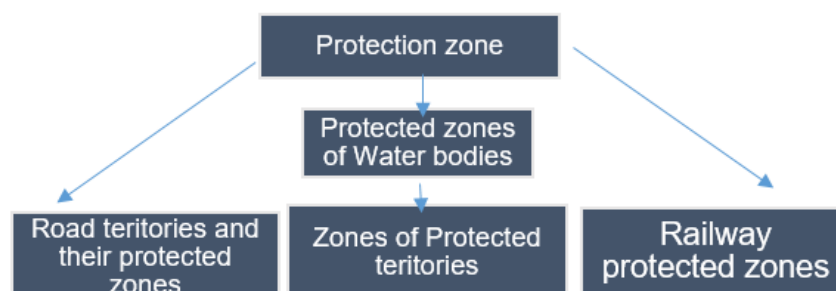 Protection zone
Protected zones
of Water bodies
Road teritories and
their protected
zones
Zones of Protected
teritories
Railway
protected zones